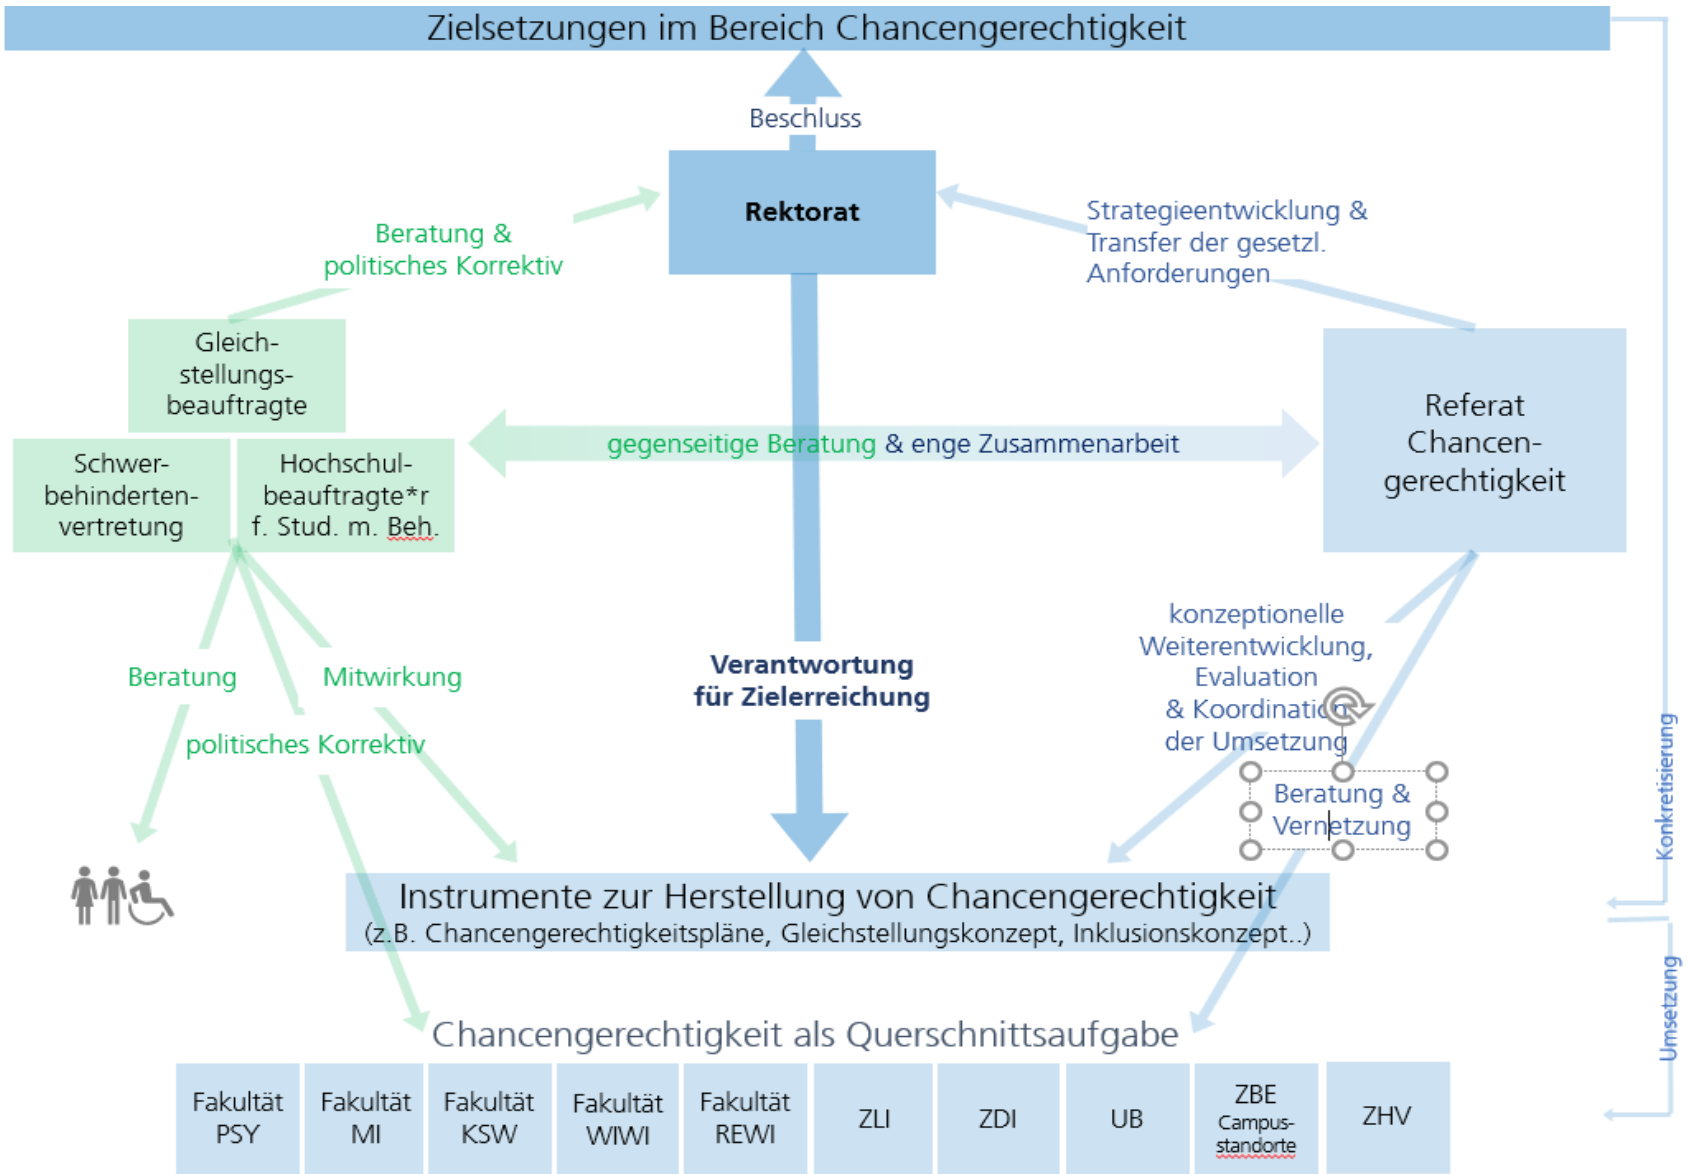 Zielsetzungen im Bereich Chancengerechtigkeit
Beschluss
Rektorat
Beratung &
politisches Korrektiv
Strategieentwicklung &
Transfer der gesetzl.
Anforderungen
Gleich-
stellungs-
beauftragte
Schwer-
behinderten-
vertretung
Hochschul-
beauftragte*r
f. Stud. m. Beh.
gegenseitige Beratung & enge Zusammenarbeit
Referat
Chancen-
gerechtigkeit
Beratung
Mitwirkung
politisches Korrektiv
Verantwortung
für Zielerreichung
konzeptionelle
Weiterentwicklung,
Evaluation
& Koordination
der Umsetzung
Beratung &
Vernetzung
Konkretisierung
Instrumente zur Herstellung von Chancengerechtigkeit
(z.B. Chancengerechtigkeitspläne, Gleichstellungskonzept, Inklusionskonzept..)
Umsetzung
Chancengerechtigkeit als Querschnittsaufgabe
Fakultät
PSY
Fakultät
MI
Fakultät
KSW
Fakultät
WIWI
Fakultät
REWI
ZLI
ZDI
UB
ZBE
Campus-
standorte
ZHV